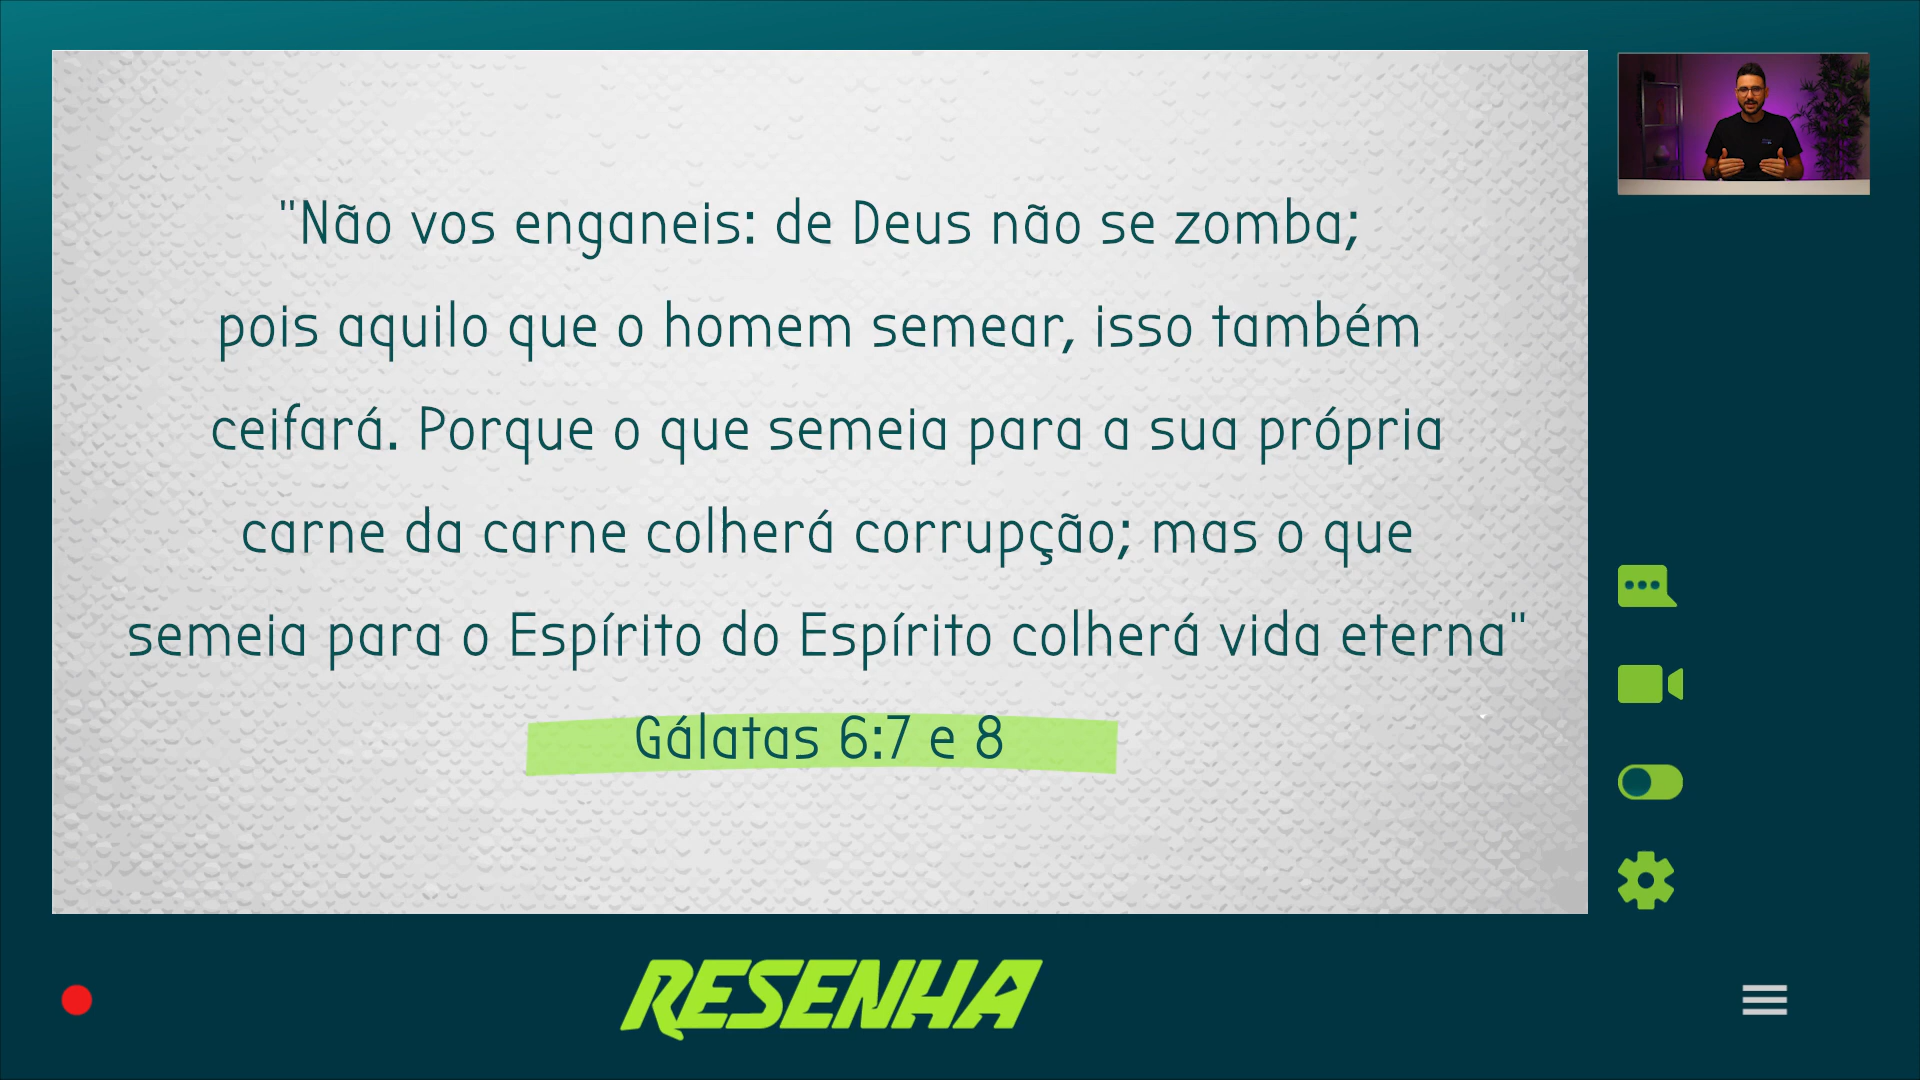 "Não vos enganeis: de Deus não se zomba;
pois aquilo que o homem semear, isso também
ceifará. Porque o que semeia para a sua própria
carne da carne colherá corrupção; mas o que
semeia para o Espírito do Espírito colherá vida eterna"
Gálatas 6:7 e 8
RESENHA